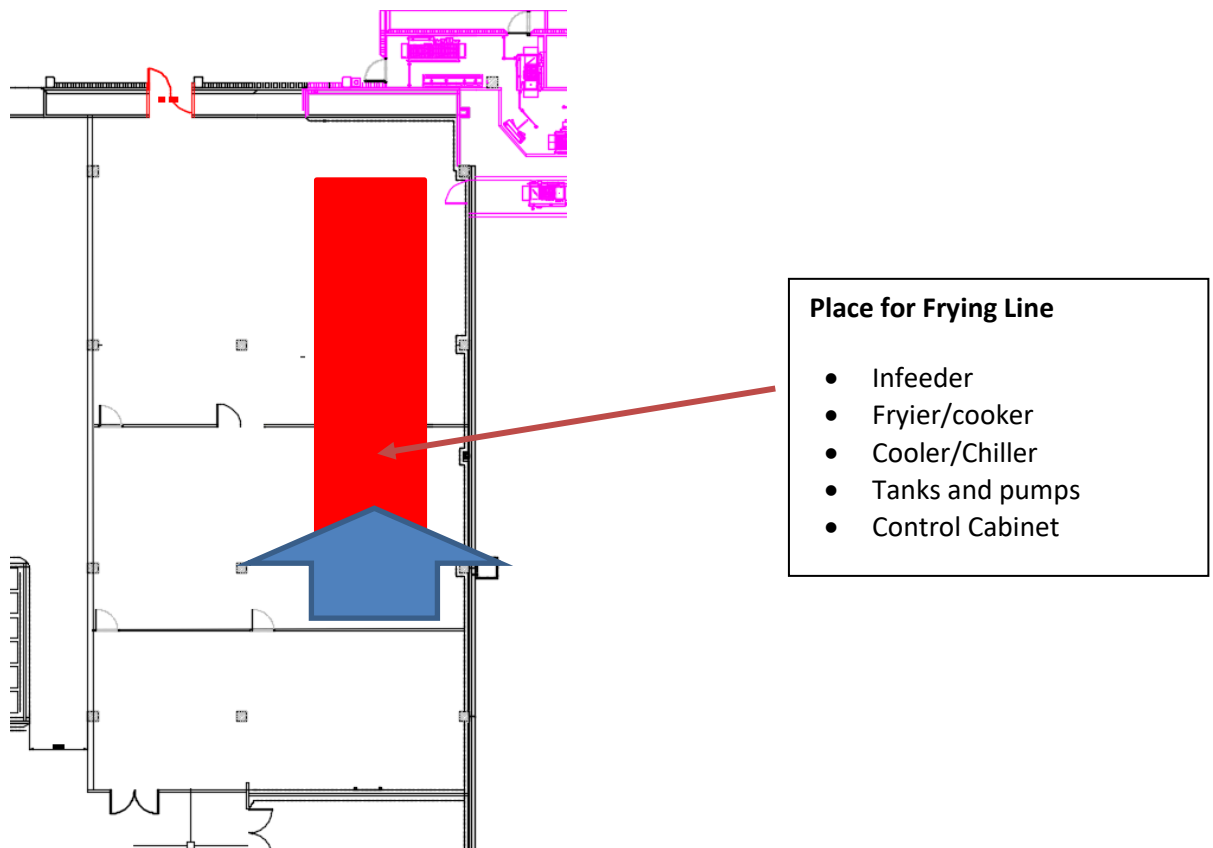 Place for Frying Line
• Infeeder
• Fryier/cooker
• Cooler/Chiller
• Tanks and pumps
• Control Cabinet